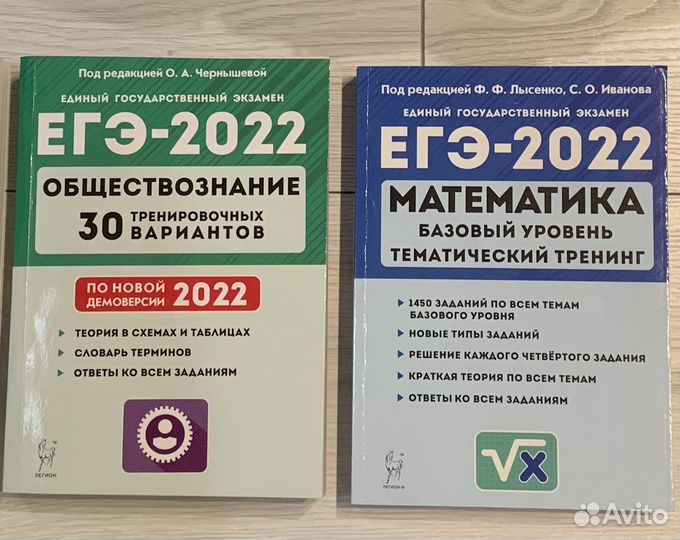 Под редакцией О. А. Чернышевой
ЕДИНЫЙ ГОСУДАРСТВЕННЫЙ ЭКЗАМЕН
ЕГЭ-2022
ОБЩЕСТВОЗНАНИЕ
30 ТРЕНИРОВОЧНЫХ
ВАРИАНТОВ
ПО НОВОЙ
ДЕМОВЕРСИИ 2022
ТЕОРИЯ В СХЕМАХ И ТАБЛИЦАХ
СЛОВАРЬ ТЕРМИНОВ
ОТВЕТЫ КО ВСЕМ ЗАДАНИЯМ
ЛЕГИОН
Под редакцией Ф. Ф. Лысенко, С. О. Иванова
ЕДИНЫЙ ГОСУДАРСТВЕННЫЙ ЭКЗАМЕН
ЕГЭ-2022
МАТЕМАТИКА
БАЗОВЫЙ УРОВЕНЬ
ТЕМАТИЧЕСКИЙ ТРЕНИНГ
1450 ЗАДАНИЙ ПО ВСЕМ ТЕМАМ
БАЗОВОГО УРОВНЯ
НОВЫЕ ТИПЫ ЗАДАНИЙ
РЕШЕНИЕ КАЖДОГО ЧЕТВЁРТОГО ЗАДАНИЯ
КРАТКАЯ ТЕОРИЯ ПО ВСЕМ ТЕМАМ
ОТВЕТЫ КО ВСЕМ ЗАДАНИЯМ
√x
ЛЕГИОН-М
Avito